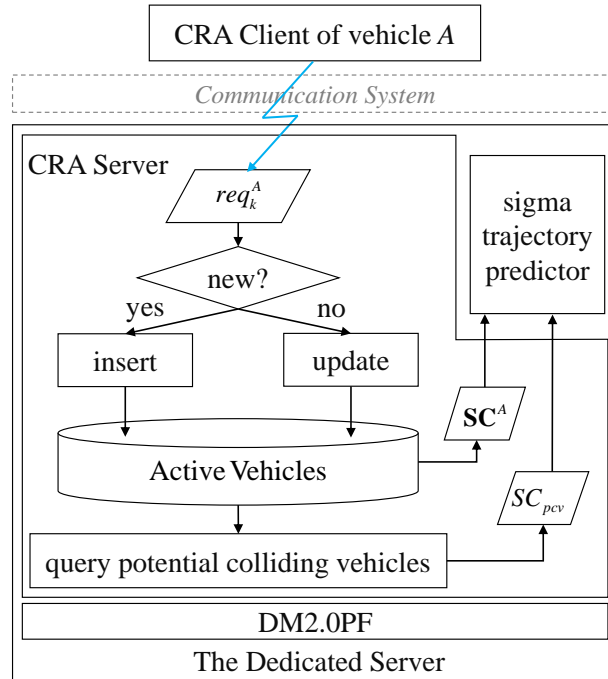 CRA Client of vehicle A
Communication System
CRA Server
req_k^A
sigma
trajectory
predictor
new?
yes
no
insert
update
SC^A
Active Vehicles
SC_pcv
query potential colliding vehicles
DM2.0PF
The Dedicated Server